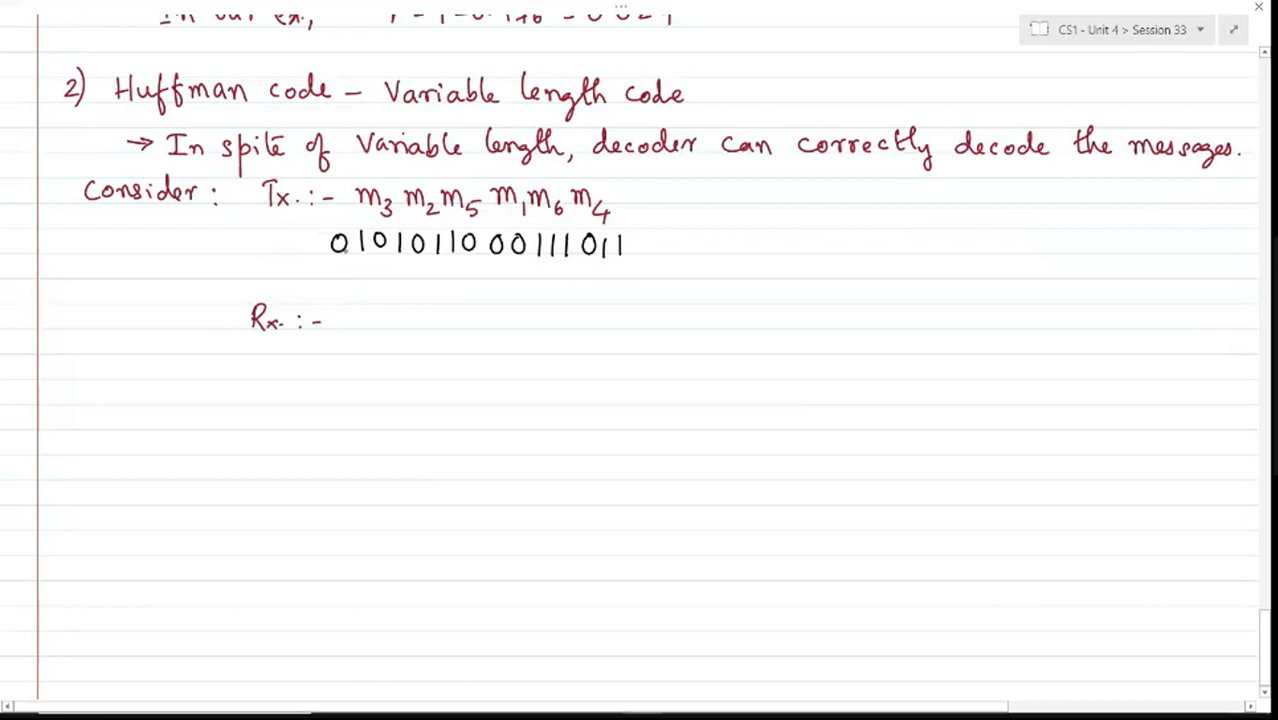 CS1 - Unit 4 > Session 33
2) Huffman code - Variable length code
→ In spite of Variable length, decoder can correctly decode the messages.
Consider : Tx. :- m3 m2 m5 m1 m6 m4
0101011000111011
Rx. :-